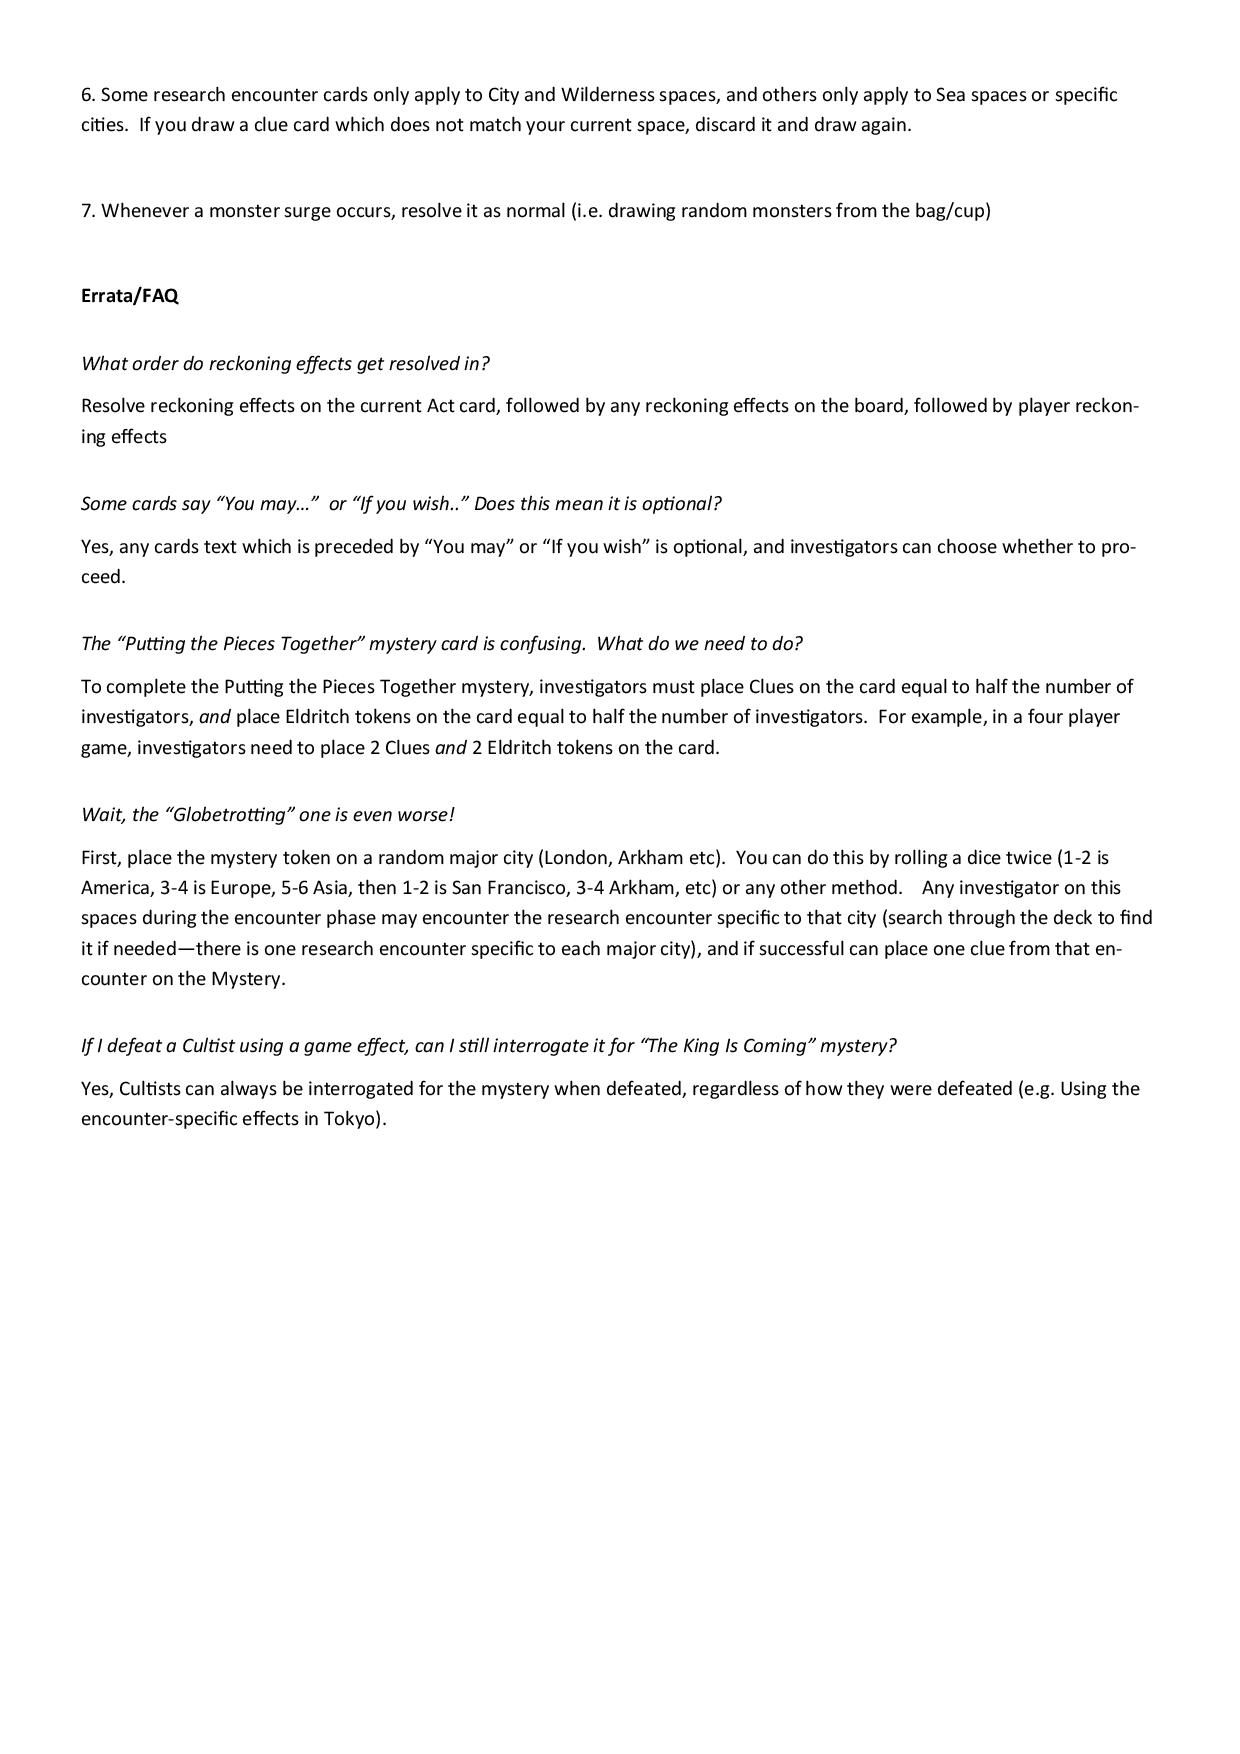 6. Some research encounter cards only apply to City and Wilderness spaces, and others only apply to Sea spaces or specific
cities.  If you draw a clue card which does not match your current space, discard it and draw again.
7. Whenever a monster surge occurs, resolve it as normal (i.e. drawing random monsters from the bag/cup)
Errata/FAQ
What order do reckoning effects get resolved in?
Resolve reckoning effects on the current Act card, followed by any reckoning effects on the board, followed by player reckon-
ing effects
Some cards say “You may…”  or “If you wish..” Does this mean it is optional?
Yes, any cards text which is preceded by “You may” or “If you wish” is optional, and investigators can choose whether to pro-
ceed.
The “Putting the Pieces Together” mystery card is confusing.  What do we need to do?
To complete the Putting the Pieces Together mystery, investigators must place Clues on the card equal to half the number of
investigators, and place Eldritch tokens on the card equal to half the number of investigators.  For example, in a four player
game, investigators need to place 2 Clues and 2 Eldritch tokens on the card.
Wait, the “Globetrotting” one is even worse!
First, place the mystery token on a random major city (London, Arkham etc).  You can do this by rolling a dice twice (1-2 is
America, 3-4 is Europe, 5-6 Asia, then 1-2 is San Francisco, 3-4 Arkham, etc) or any other method.    Any investigator on this
spaces during the encounter phase may encounter the research encounter specific to that city (search through the deck to find
it if needed—there is one research encounter specific to each major city), and if successful can place one clue from that en-
counter on the Mystery.
If I defeat a Cultist using a game effect, can I still interrogate it for “The King Is Coming” mystery?
Yes, Cultists can always be interrogated for the mystery when defeated, regardless of how they were defeated (e.g. Using the
encounter-specific effects in Tokyo).